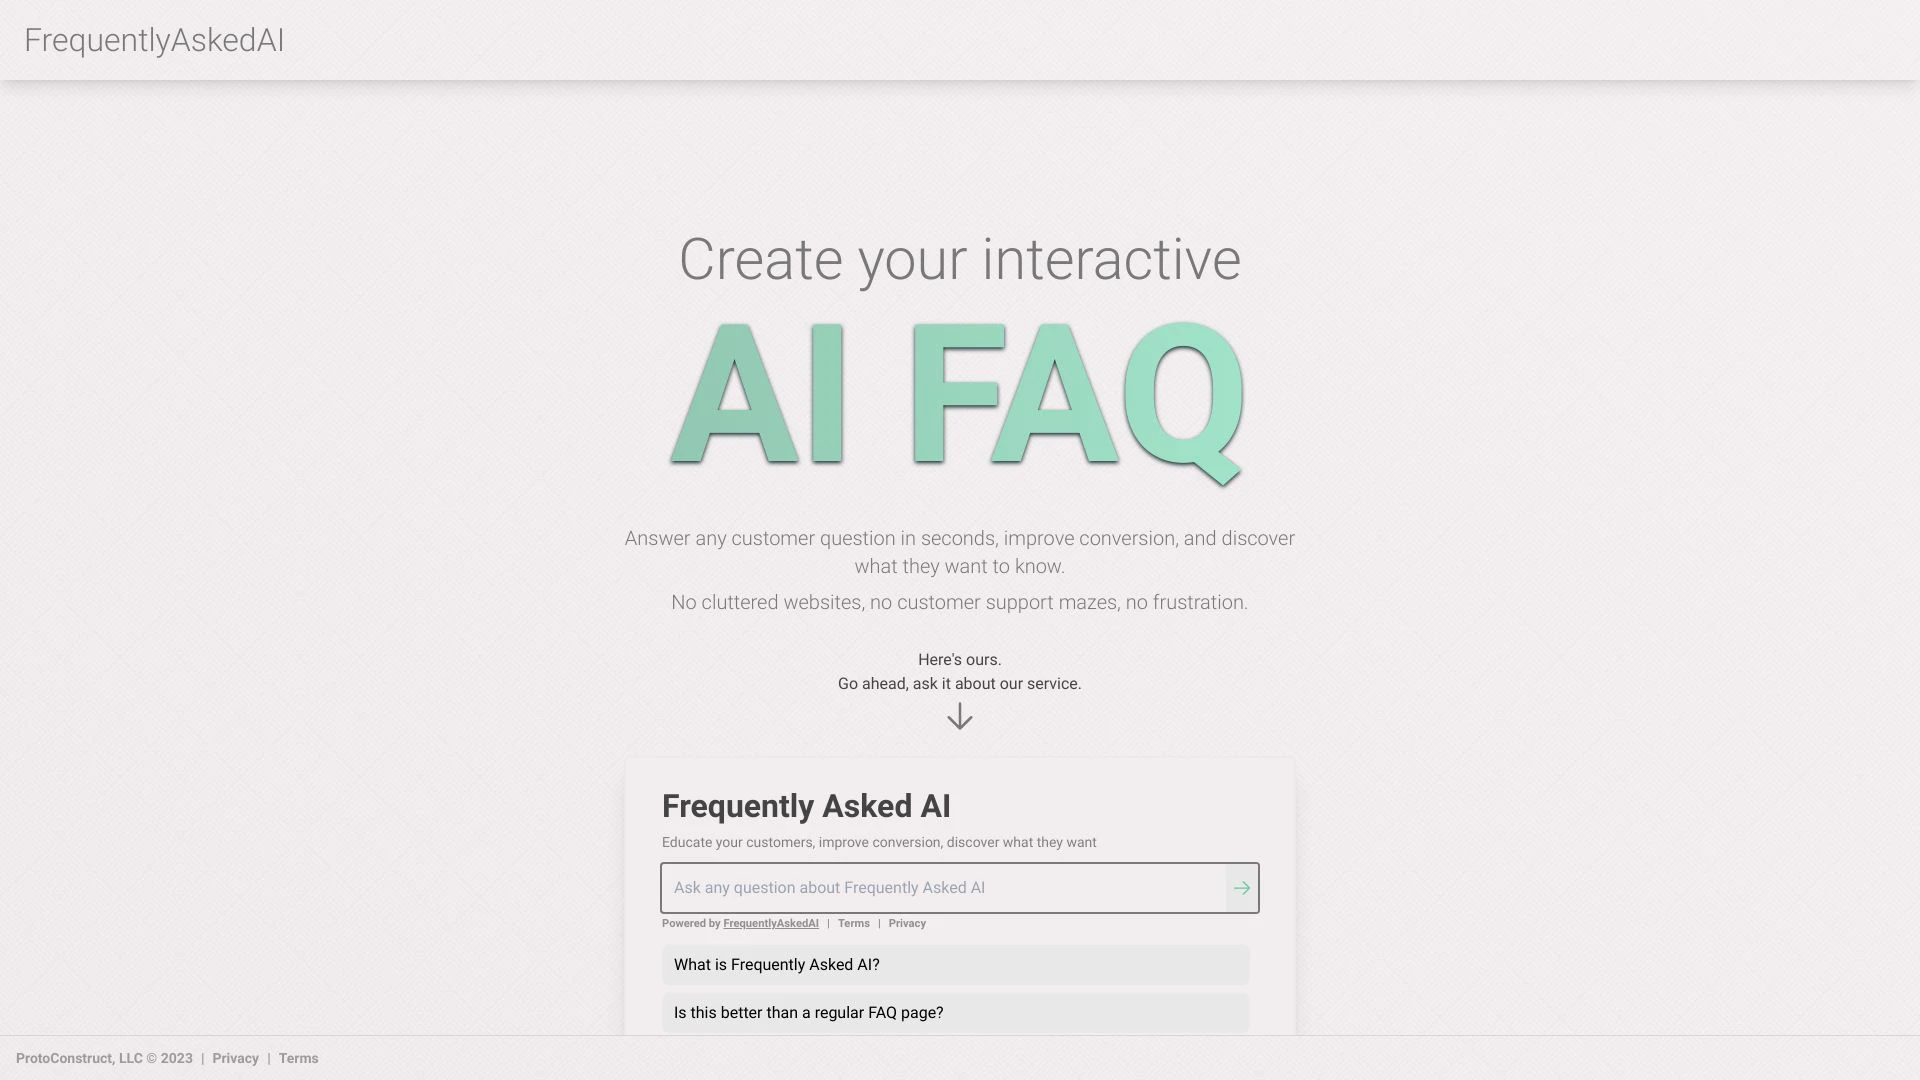 FrequentlyAskedAI
Create your interactive
AI FAQ
Answer any customer question in seconds, improve conversion, and discover
what they want to know.
No cluttered websites, no customer support mazes, no frustration.
Here's ours.
Go ahead, ask it about our service.
Frequently Asked AI
Educate your customers, improve conversion, discover what they want
Ask any question about Frequently Asked AI
Powered by FrequentlyAskedAI | Terms | Privacy
What is Frequently Asked AI?
Is this better than a regular FAQ page?
ProtoConstruct, LLC © 2023 | Privacy | Terms